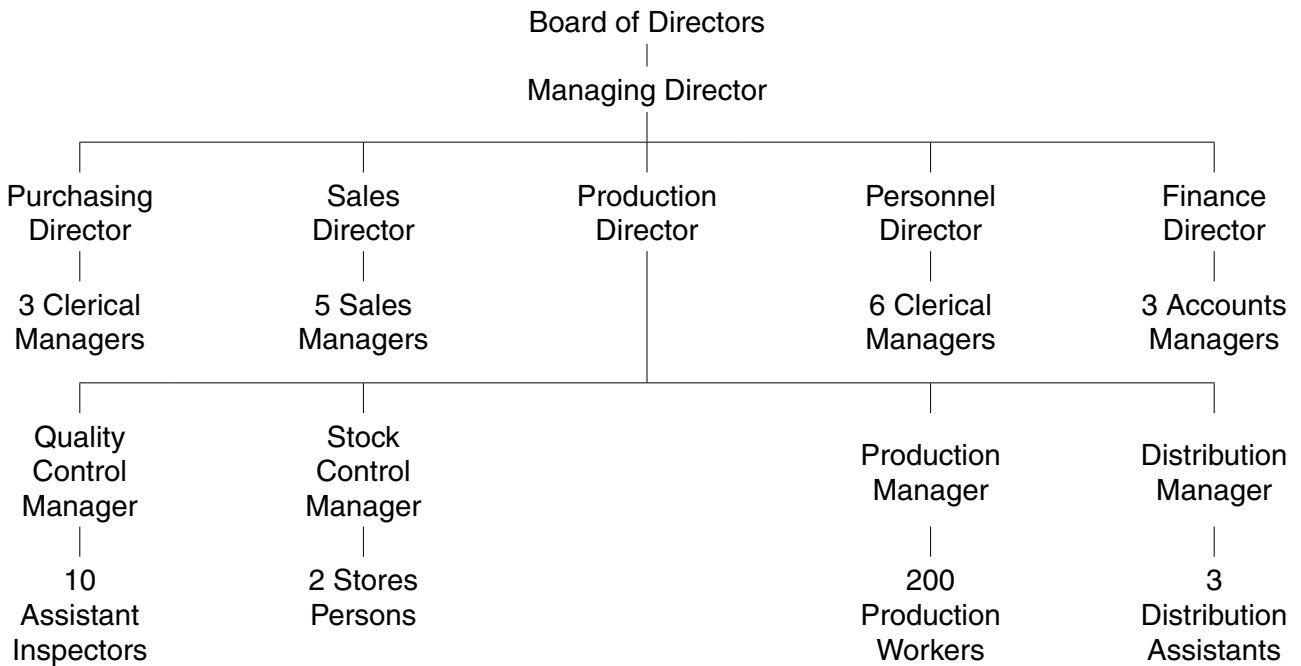 Board of Directors
Managing Director
Purchasing
Director
Sales
Director
Production
Director
Personnel
Director
Finance
Director
3 Clerical
Managers
5 Sales
Managers
6 Clerical
Managers
3 Accounts
Managers
Quality
Control
Manager
Stock
Control
Manager
Production
Manager
Distribution
Manager
10
Assistant
Inspectors
2 Stores
Persons
200
Production
Workers
3
Distribution
Assistants